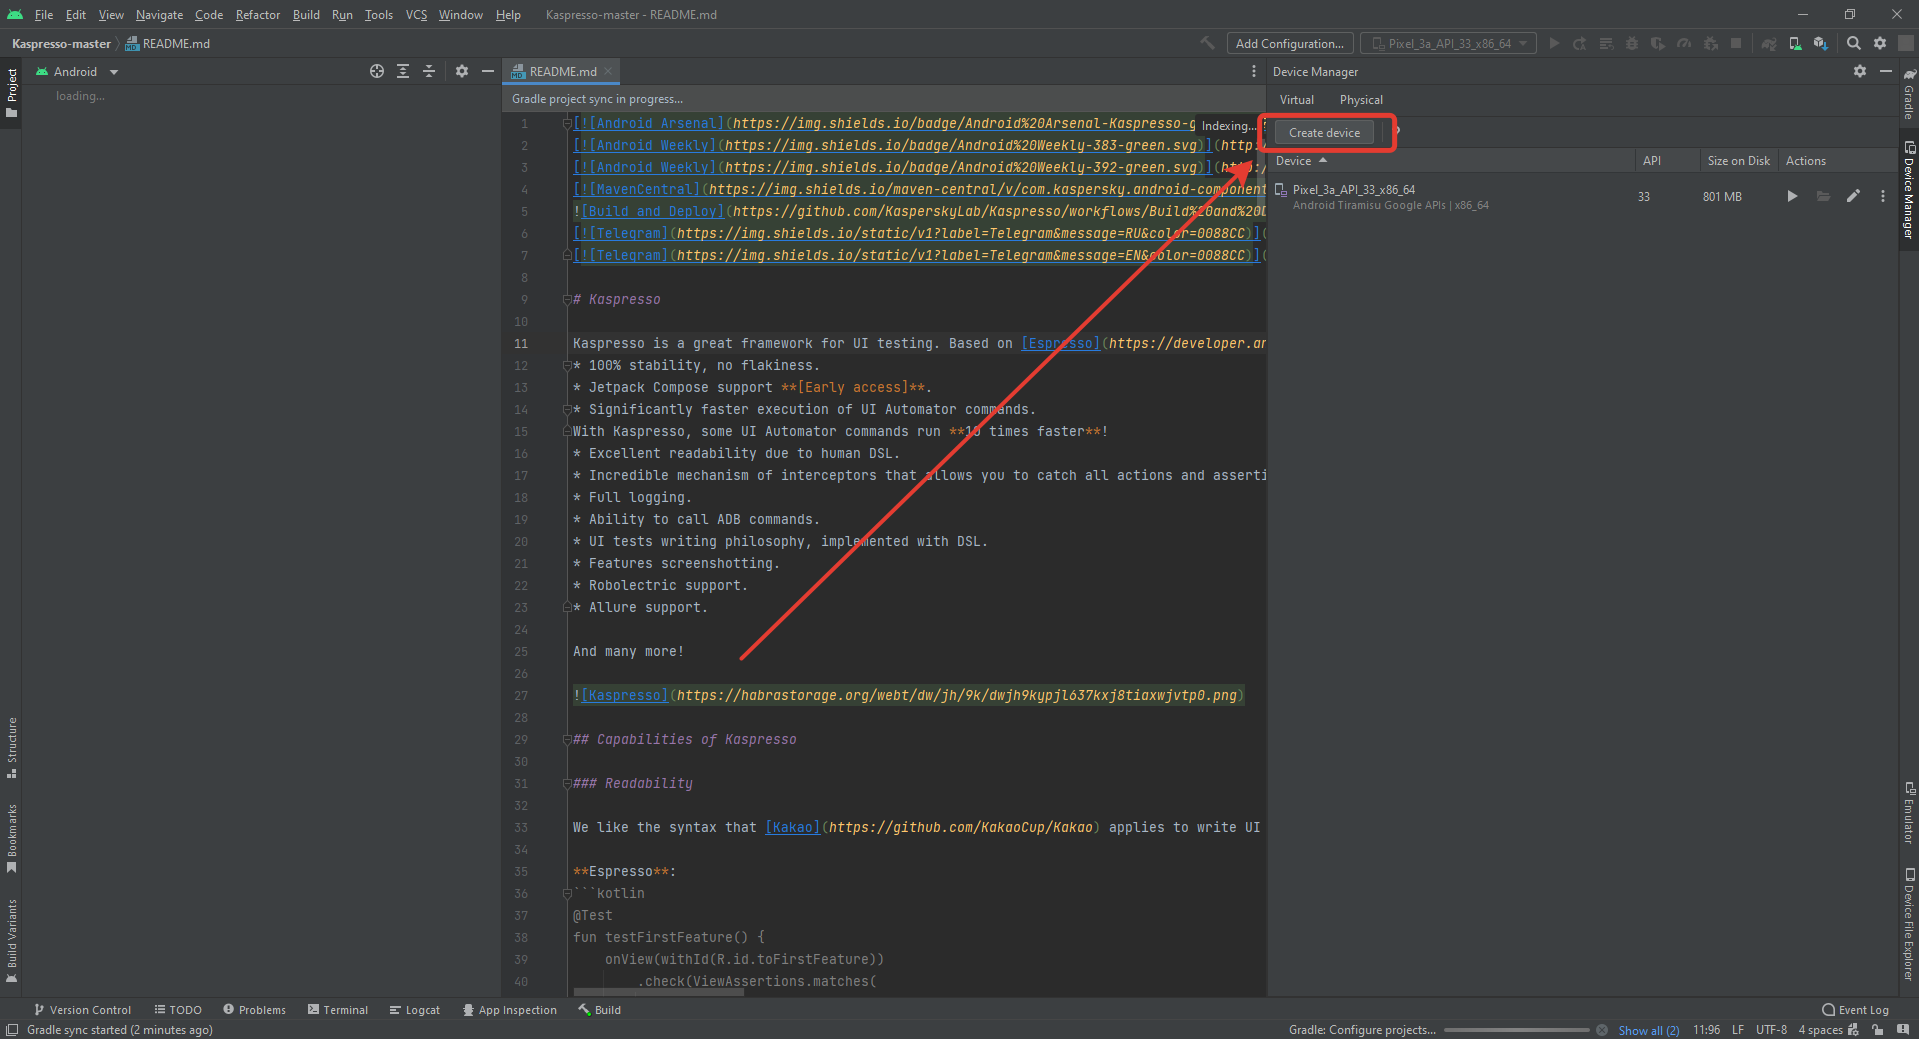 File Edit View Navigate Code Refactor Build Run Tools VCS Window Help Kaspresso-master - README.md
Kaspresso-master README.md Add Configuration... Pixel_3a_API_33_x86_64
Project
Android
loading...
README.md
Gradle project sync in progress...
1 [![Android Arsenal](https://img.shields.io/badge/Android%20Arsenal-Kaspresso-g
2 [![Android Weekly](https://img.shields.io/badge/Android%20Weekly-383-green.svg)](http:
3 [![Android Weekly](https://img.shields.io/badge/Android%20Weekly-392-green.svg)](http:/
4 [![MavenCentral](https://img.shields.io/maven-central/v/com.kaspersky.android-component
5 ![Build and Deploy](https://github.com/KasperskyLab/Kaspresso/workflows/Build%20and%20D
6 [![Telegram](https://img.shields.io/static/v1?label=Telegram&message=RU&color=0088CC)](
7 [![Telegram](https://img.shields.io/static/v1?label=Telegram&message=EN&color=0088CC)](
8
9 # Kaspresso
10
11 Kaspresso is a great framework for UI testing. Based on [Espresso](https://developer.an
12 * 100% stability, no flakiness.
13 * Jetpack Compose support **[Early access]**.
14 * Significantly faster execution of UI Automator commands.
15 With Kaspresso, some UI Automator commands run **10 times faster**!
16 * Excellent readability due to human DSL.
17 * Incredible mechanism of interceptors that allows you to catch all actions and asserti
18 * Full logging.
19 * Ability to call ADB commands.
20 * UI tests writing philosophy, implemented with DSL.
21 * Features screenshotting.
22 * Robolectric support.
23 * Allure support.
24
25 And many more!
26
27 ![Kaspresso](https://habrastorage.org/webt/dw/jh/9k/dwjh9kypjl637kxj8tiaxwjvtp0.png)
28
29 ## Capabilities of Kaspresso
30
31 ### Readability
32
33 We like the syntax that [Kakao](https://github.com/KakaoCup/Kakao) applies to write UI
34
35 **Espresso**:
36 ```kotlin
37 @Test
38 fun testFirstFeature() {
39 onView(withId(R.id.toFirstFeature))
40 .check(ViewAssertions.matches(
Indexing...
Device Manager
Virtual Physical
Create device
Device API Size on Disk Actions
Pixel_3a_API_33_x86_64 33 801 MB
Android Tiramisu Google APIs | x86_64
Gradle
Device Manager
Emulator
Device File Explorer
Structure
Bookmarks
Build Variants
Version Control TODO Problems Terminal Logcat App Inspection Build Event Log
Gradle sync started (2 minutes ago) Gradle: Configure projects... Show all (2) 11:96 LF UTF-8 4 spaces